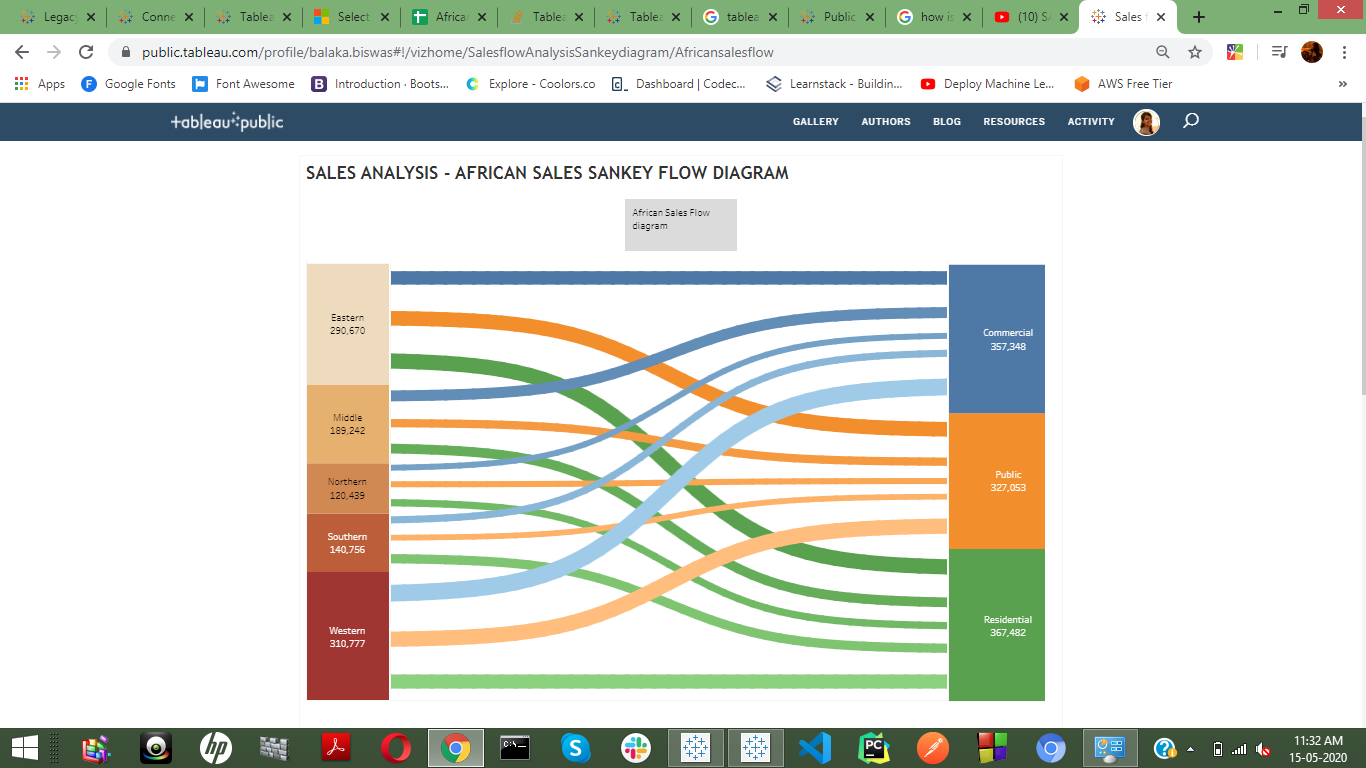 Legacy
Conne
Tablea
Select
African
Tablea
Tablea
tablea
Public
how is
(10) SA
Sales f
public.tableau.com/profile/balaka.biswas#!/vizhome/SalesflowAnalysisSankeydiagram/Africansalesflow
Apps
Google Fonts
Font Awesome
Introduction · Boots...
Explore - Coolors.co
Dashboard | Codec...
Learnstack - Buildin...
Deploy Machine Le...
AWS Free Tier
»
tableau public
GALLERY AUTHORS BLOG RESOURCES ACTIVITY
SALES ANALYSIS - AFRICAN SALES SANKEY FLOW DIAGRAM
African Sales Flow
diagram
Eastern
290,670
Middle
189,242
Northern
120,439
Southern
140,756
Western
310,777
Commercial
357,348
Public
327,053
Residential
367,482
11:32 AM
15-05-2020